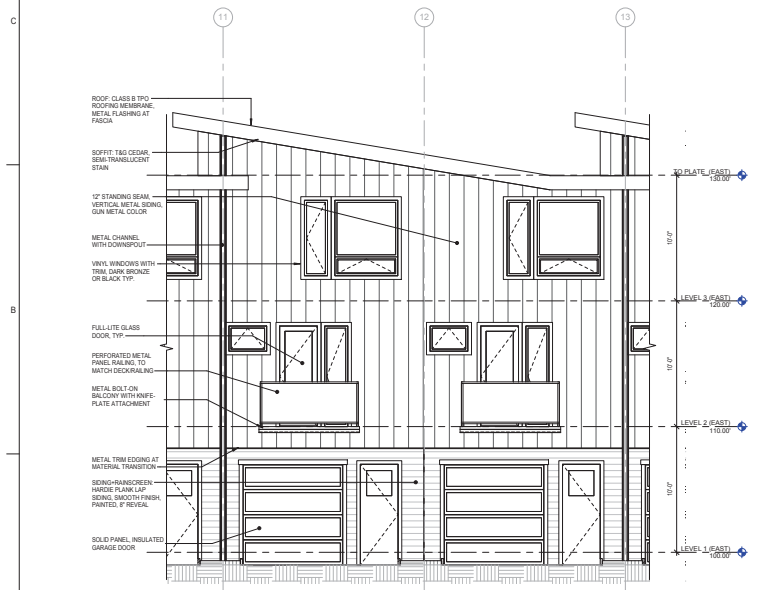 11
12
13
C
ROOF: CLASS B TPO
ROOFING MEMBRANE,
METAL FLASHING AT
FASCIA
SOFFIT: T&G CEDAR,
SEMI-TRANSLUCENT
STAIN
TO PLATE (EAST)
130.00'
12" STANDING SEAM,
VERTICAL METAL SIDING,
GUN METAL COLOR
METAL CHANNEL
WITH DOWNSPOUT
10'-0"
VINYL WINDOWS WITH
TRIM, DARK BRONZE
OR BLACK TYP.
LEVEL 3 (EAST)
120.00'
B
FULL-LITE GLASS
DOOR, TYP.
PERFORATED METAL
PANEL RAILING, TO
MATCH DECK/RAILING
10'-0"
METAL BOLT-ON
BALCONY WITH KNIFE-
PLATE ATTACHMENT
LEVEL 2 (EAST)
110.00'
METAL TRIM EDGING AT
MATERIAL TRANSITION
SIDING+RAINSCREEN:
HARDIE PLANK LAP
SIDING, SMOOTH FINISH,
PAINTED, 8" REVEAL
10'-0"
SOLID PANEL, INSULATED
GARAGE DOOR
LEVEL 1 (EAST)
100.00'